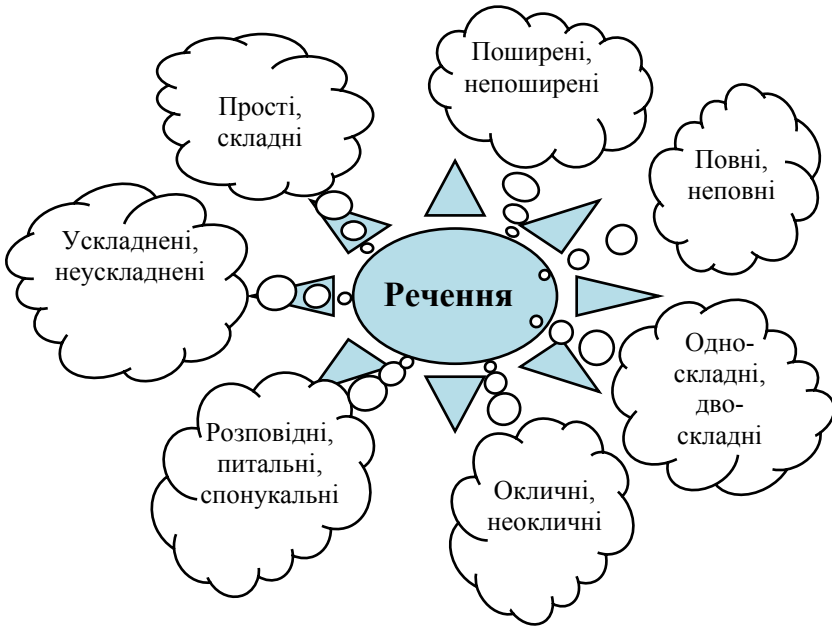 Поширені,
непоширені
Прості,
складні
Повні,
неповні
Ускладнені,
неускладнені
Речення
Одно-
складні,
дво-
складні
Розповідні,
питальні,
спонукальні
Окличні,
неокличні